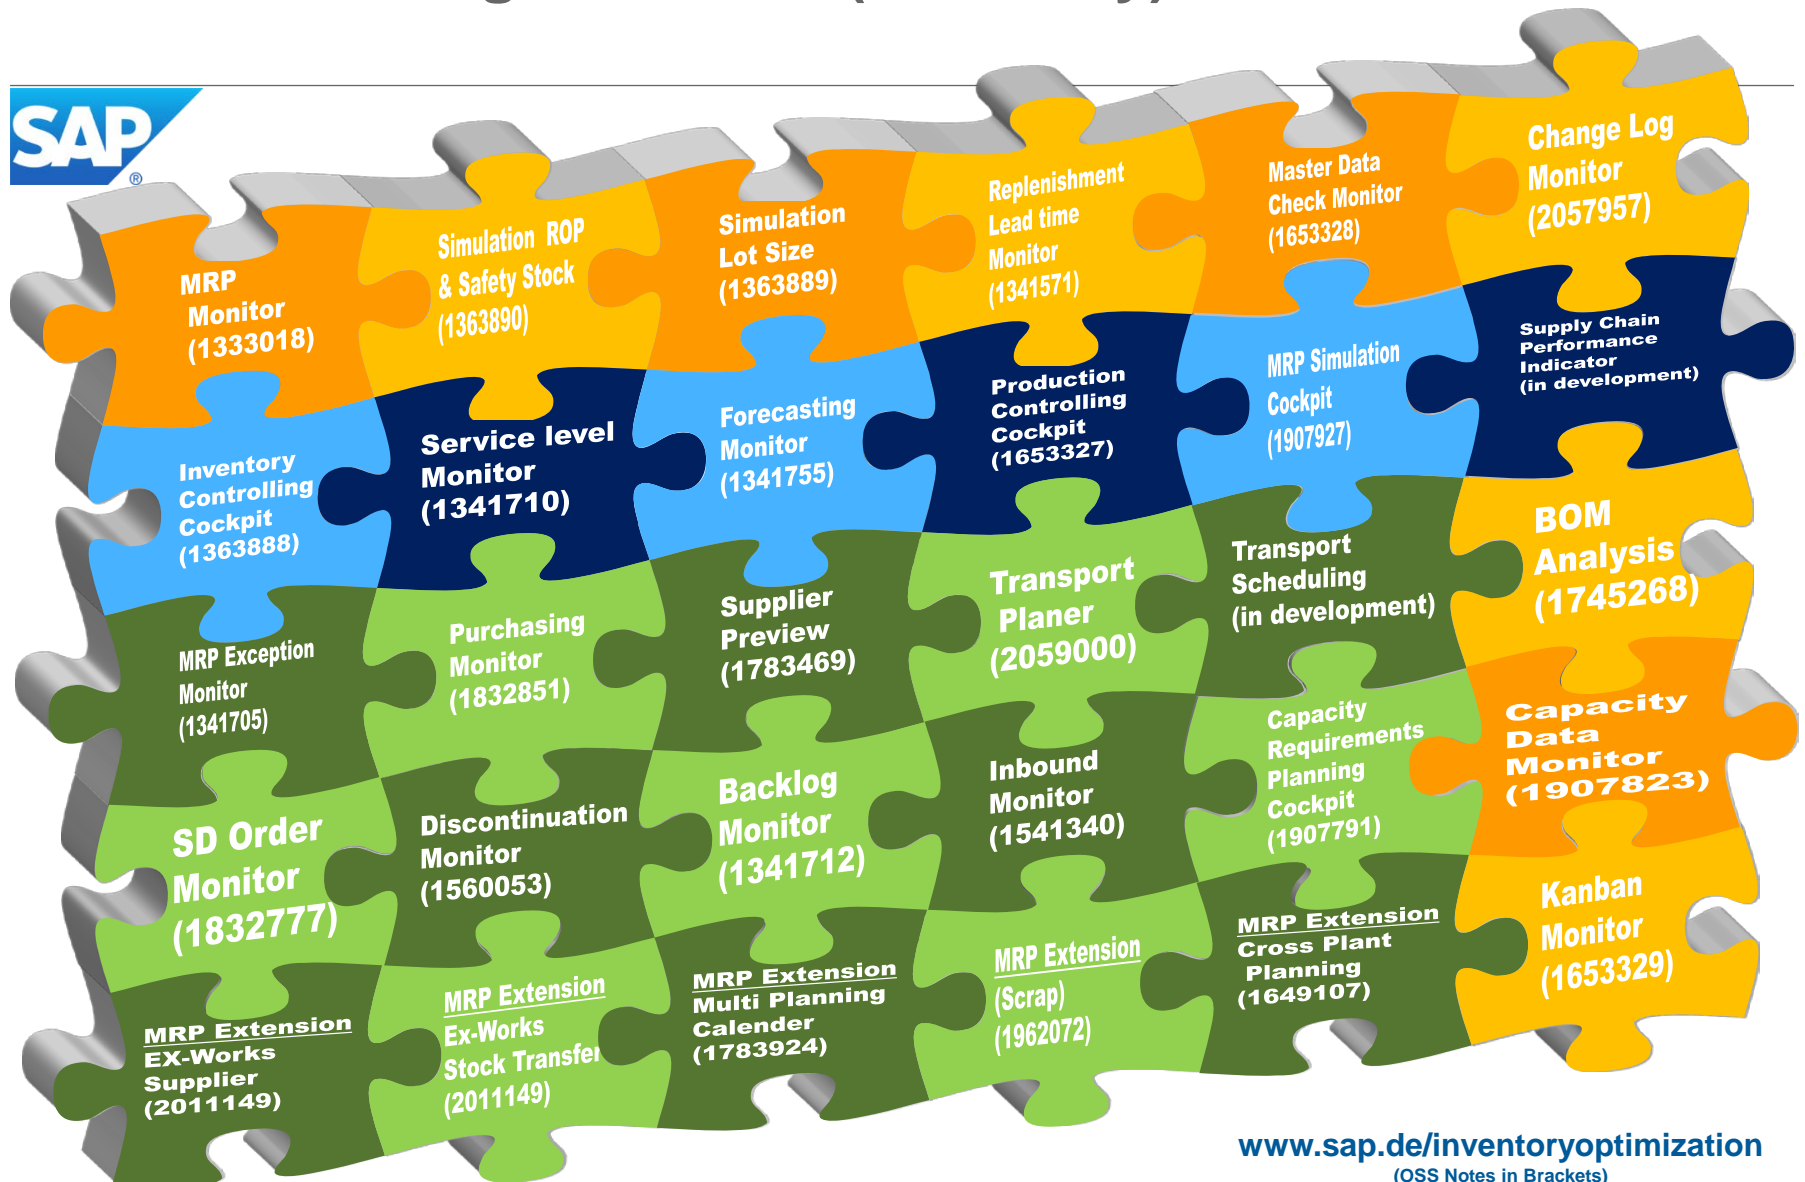 SAP
®
MRP
Monitor
(1333018)
Simulation ROP
& Safety Stock
(1363890)
Simulation
Lot Size
(1363889)
Replenishment
Lead time
Monitor
(1341571)
Master Data
Check Monitor
(1653328)
Change Log
Monitor
(2057957)
Inventory
Controlling
Cockpit
(1363888)
Service level
Monitor
(1341710)
Forecasting
Monitor
(1341755)
Production
Controlling
Cockpit
(1653327)
MRP Simulation
Cockpit
(1907927)
Supply Chain
Performance
Indicator
(in development)
MRP Exception
Monitor
(1341705)
Purchasing
Monitor
(1832851)
Supplier
Preview
(1783469)
Transport
Planer
(2059000)
Transport
Scheduling
(in development)
BOM
Analysis
(1745268)
SD Order
Monitor
(1832777)
Discontinuation
Monitor
(1560053)
Backlog
Monitor
(1341712)
Inbound
Monitor
(1541340)
Capacity
Requirements
Planning
Cockpit
(1907791)
Capacity
Data
Monitor
(1907823)
MRP Extension
EX-Works
Supplier
(2011149)
MRP Extension
Ex-Works
Stock Transfer
(2011149)
MRP Extension
Multi Planning
Calender
(1783924)
MRP Extension
(Scrap)
(1962072)
MRP Extension
Cross Plant
Planning
(1649107)
Kanban
Monitor
(1653329)
www.sap.de/inventoryoptimization
(OSS Notes in Brackets)